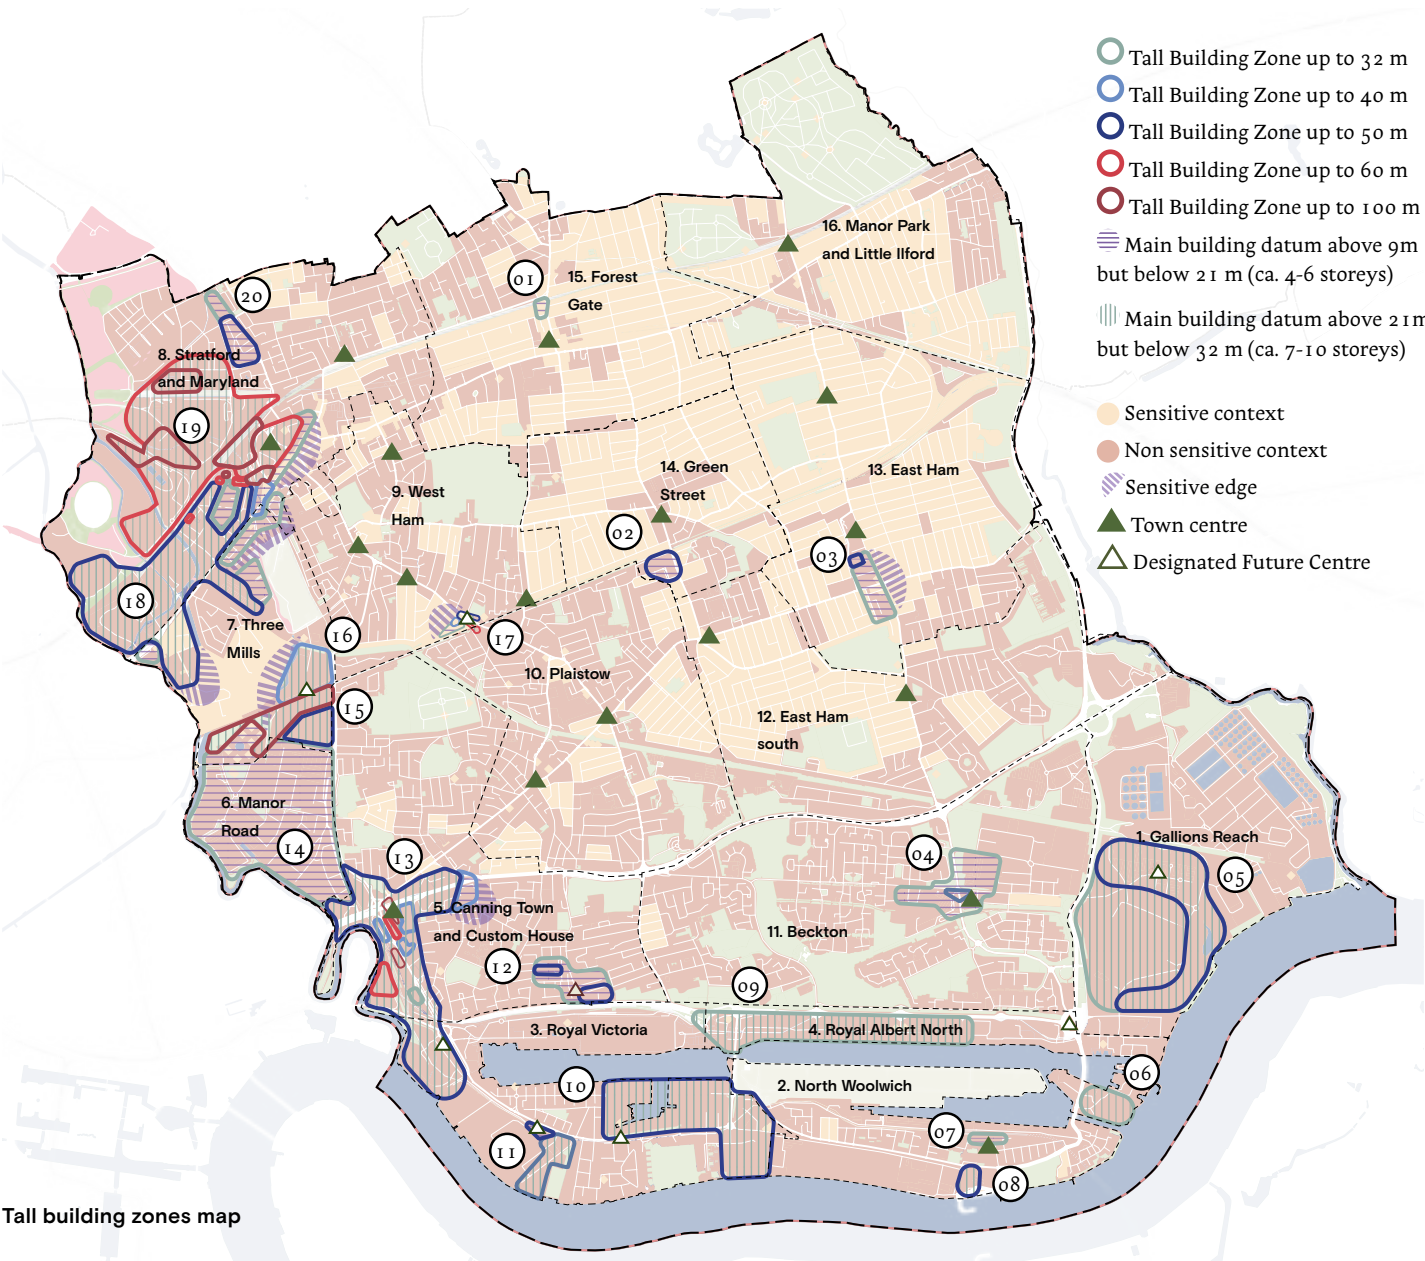 Tall Building Zone up to 32 m
Tall Building Zone up to 40 m
Tall Building Zone up to 50 m
Tall Building Zone up to 60 m
Tall Building Zone up to 100 m
Main building datum above 9m
but below 21 m (ca. 4-6 storeys)
Main building datum above 21m
but below 32 m (ca. 7-10 storeys)
Sensitive context
Non sensitive context
Sensitive edge
Town centre
Designated Future Centre
16. Manor Park
and Little Ilford
01
15. Forest
Gate
20
8. Stratford
and Maryland
19
14. Green
Street
13. East Ham
9. West
Ham
02
03
18
7. Three
Mills
16
17
10. Plaistow
15
12. East Ham
south
6. Manor
Road
14
13
04
1. Gallions Reach
05
5. Canning Town
and Custom House
11. Beckton
12
09
3. Royal Victoria
4. Royal Albert North
10
2. North Woolwich
06
07
11
08
Tall building zones map